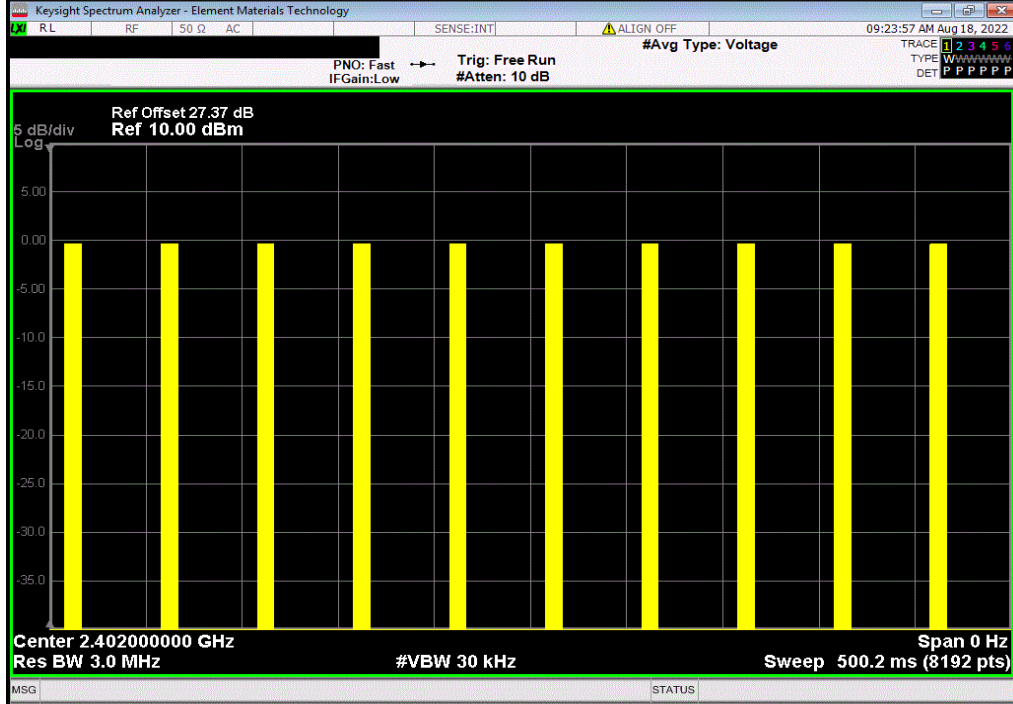 Keysight Spectrum Analyzer - Element Materials Technology
LXI RL RF 50 Ω AC SENSE:INT ALIGN OFF 09:23:57 AM Aug 18, 2022
#Avg Type: Voltage TRACE 1 2 3 4 5 6
PNO: Fast Trig: Free Run TYPE WWWWWW
IFGain:Low #Atten: 10 dB DET P P P P P P
Ref Offset 27.37 dB
5 dB/div Ref 10.00 dBm
Log
5.00
0.00
-5.00
-10.0
-15.0
-20.0
-25.0
-30.0
-35.0
Center 2.402000000 GHz Span 0 Hz
Res BW 3.0 MHz #VBW 30 kHz Sweep 500.2 ms (8192 pts)
MSG STATUS